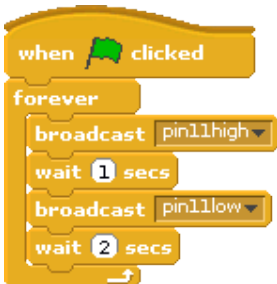 when clicked
forever
broadcast pin11high
wait 1 secs
broadcast pin11low
wait 2 secs